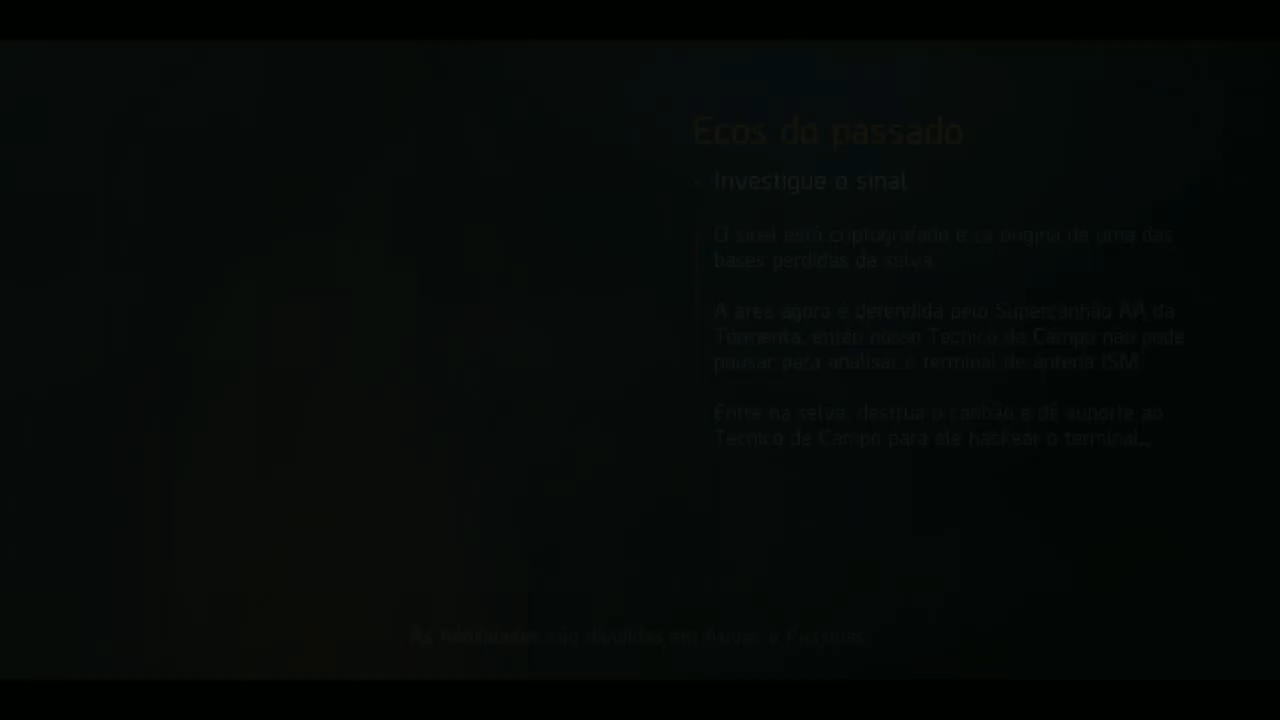 Ecos do passado
Investigue o sinal
O sinal está criptografado e se origina de uma das
bases perdidas da selva.
A área agora é defendida pelo Supercanhão AA da
Tormenta, então nosso Técnico de Campo não pode
pousar para analisar o terminal de antena ISM.
Entre na selva, destrua o canhão e dê suporte ao
Técnico de Campo para ele hackear o terminal.
As habilidades são divididas em Ativas e Passivas.